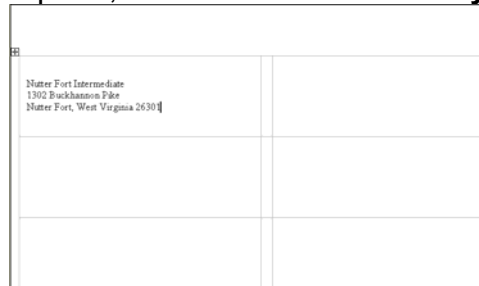 Nutter Fort Intermediate
1302 Buckhannon Pike
Nutter Fort, West Virginia 26301